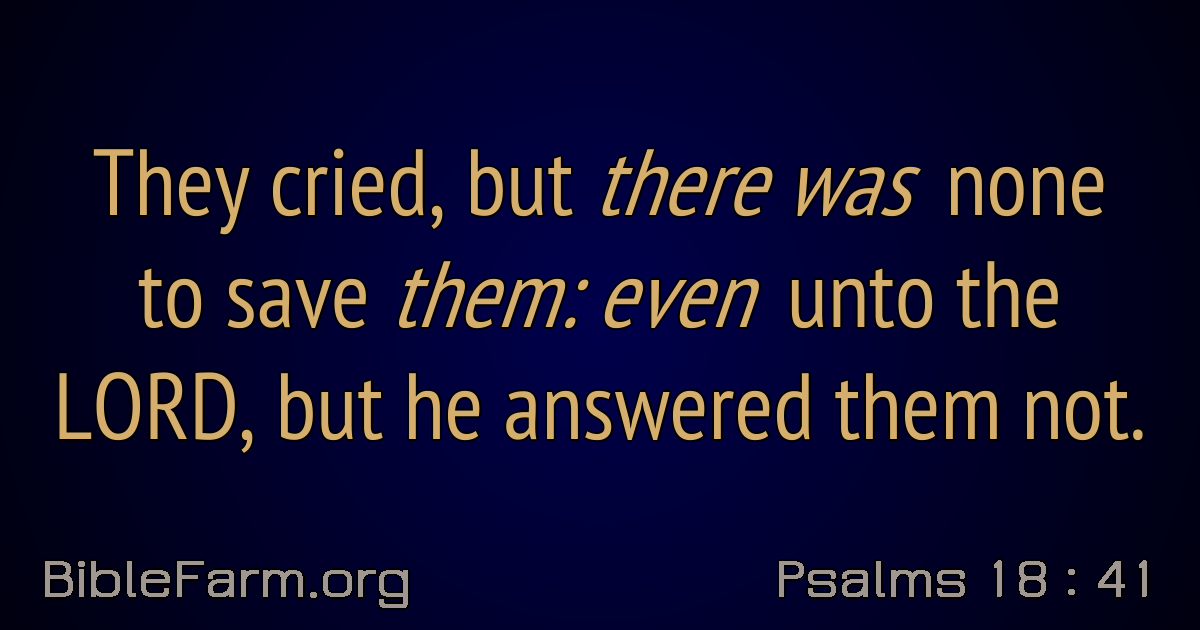 They cried, but there was none
to save them: even unto the
LORD, but he answered them not.
BibleFarm.org
Psalms 18 : 41